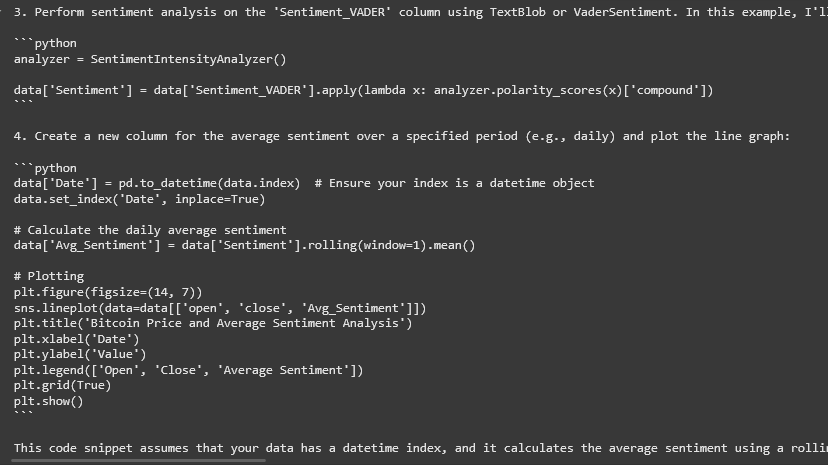 3. Perform sentiment analysis on the 'Sentiment_VADER' column using TextBlob or VaderSentiment. In this example,
```python
analyzer = SentimentIntensityAnalyzer()
data['Sentiment'] = data['Sentiment_VADER'].apply(lambda x: analyzer.polarity_scores(x)['compound'])
```
4. Create a new column for the average sentiment over a specified period (e.g., daily) and plot the line graph:
```python
data['Date'] = pd.to_datetime(data.index)  # Ensure your index is a datetime object
data.set_index('Date', inplace=True)
# Calculate the daily average sentiment
data['Avg_Sentiment'] = data['Sentiment'].rolling(window=1).mean()
# Plotting
plt.figure(figsize=(14, 7))
sns.lineplot(data=data[['open', 'close', 'Avg_Sentiment']])
plt.title('Bitcoin Price and Average Sentiment Analysis')
plt.xlabel('Date')
plt.ylabel('Value')
plt.legend(['Open', 'Close', 'Average Sentiment'])
plt.grid(True)
plt.show()
```
This code snippet assumes that your data has a datetime index, and it calculates the average sentiment using a